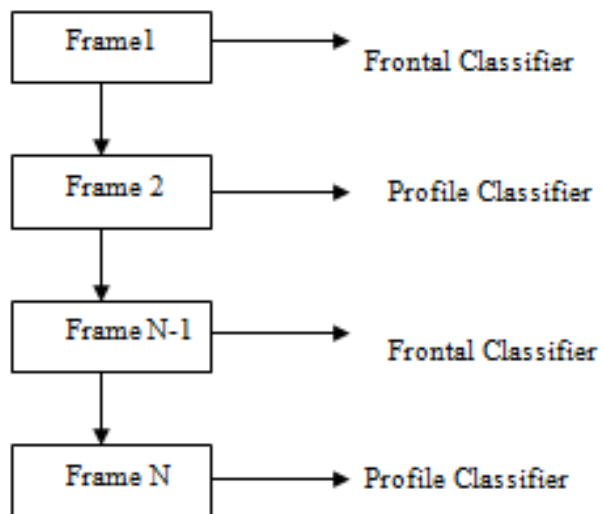 Frame1
Frontal Classifier
Frame 2
Profile Classifier
Frame N-1
Frontal Classifier
Frame N
Profile Classifier